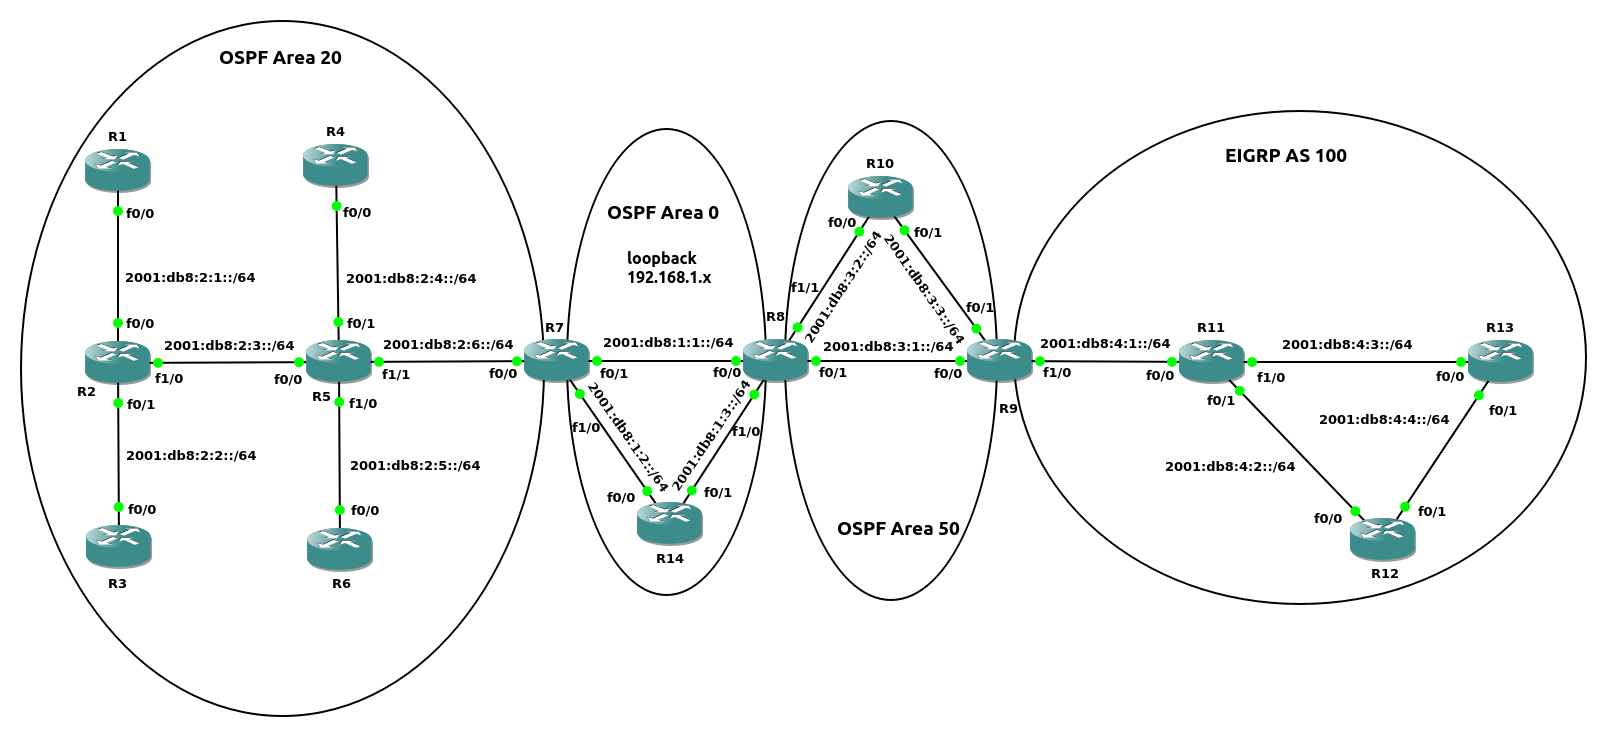 OSPF Area 20
R1
f0/0
2001:db8:2:1::/64
f0/0
R2
f1/0
f0/1
2001:db8:2:2::/64
f0/0
R3
2001:db8:2:3::/64
R4
f0/0
2001:db8:2:4::/64
f0/1
f0/0
R5
f1/1
f1/0
2001:db8:2:5::/64
f0/0
R6
2001:db8:2:6::/64
f0/0
R7
OSPF Area 0
loopback
192.168.1.x
f0/1
2001:db8:1:1::/64
f0/0
f1/0
2001:db8:1:2::/64
f0/0
R14
f0/1
2001:db8:1:3::/64
f1/0
R8
f1/1
2001:db8:3:2::/64
f0/0
R10
f0/1
2001:db8:3:3::/64
f0/1
f0/1
2001:db8:3:1::/64
f0/0
R9
OSPF Area 50
EIGRP AS 100
f1/0
2001:db8:4:1::/64
f0/0
R11
f1/0
2001:db8:4:3::/64
f0/0
R13
f0/1
f0/1
2001:db8:4:4::/64
2001:db8:4:2::/64
f0/0
f0/1
R12